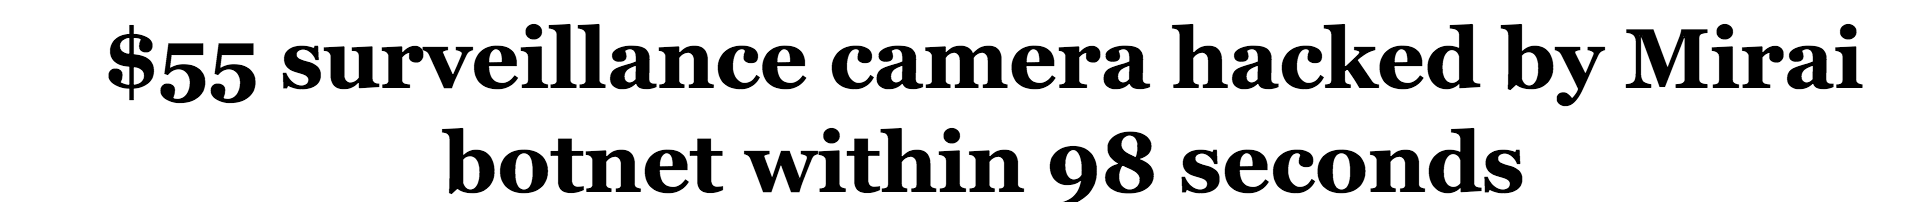 $55 surveillance camera hacked by Mirai
botnet within 98 seconds